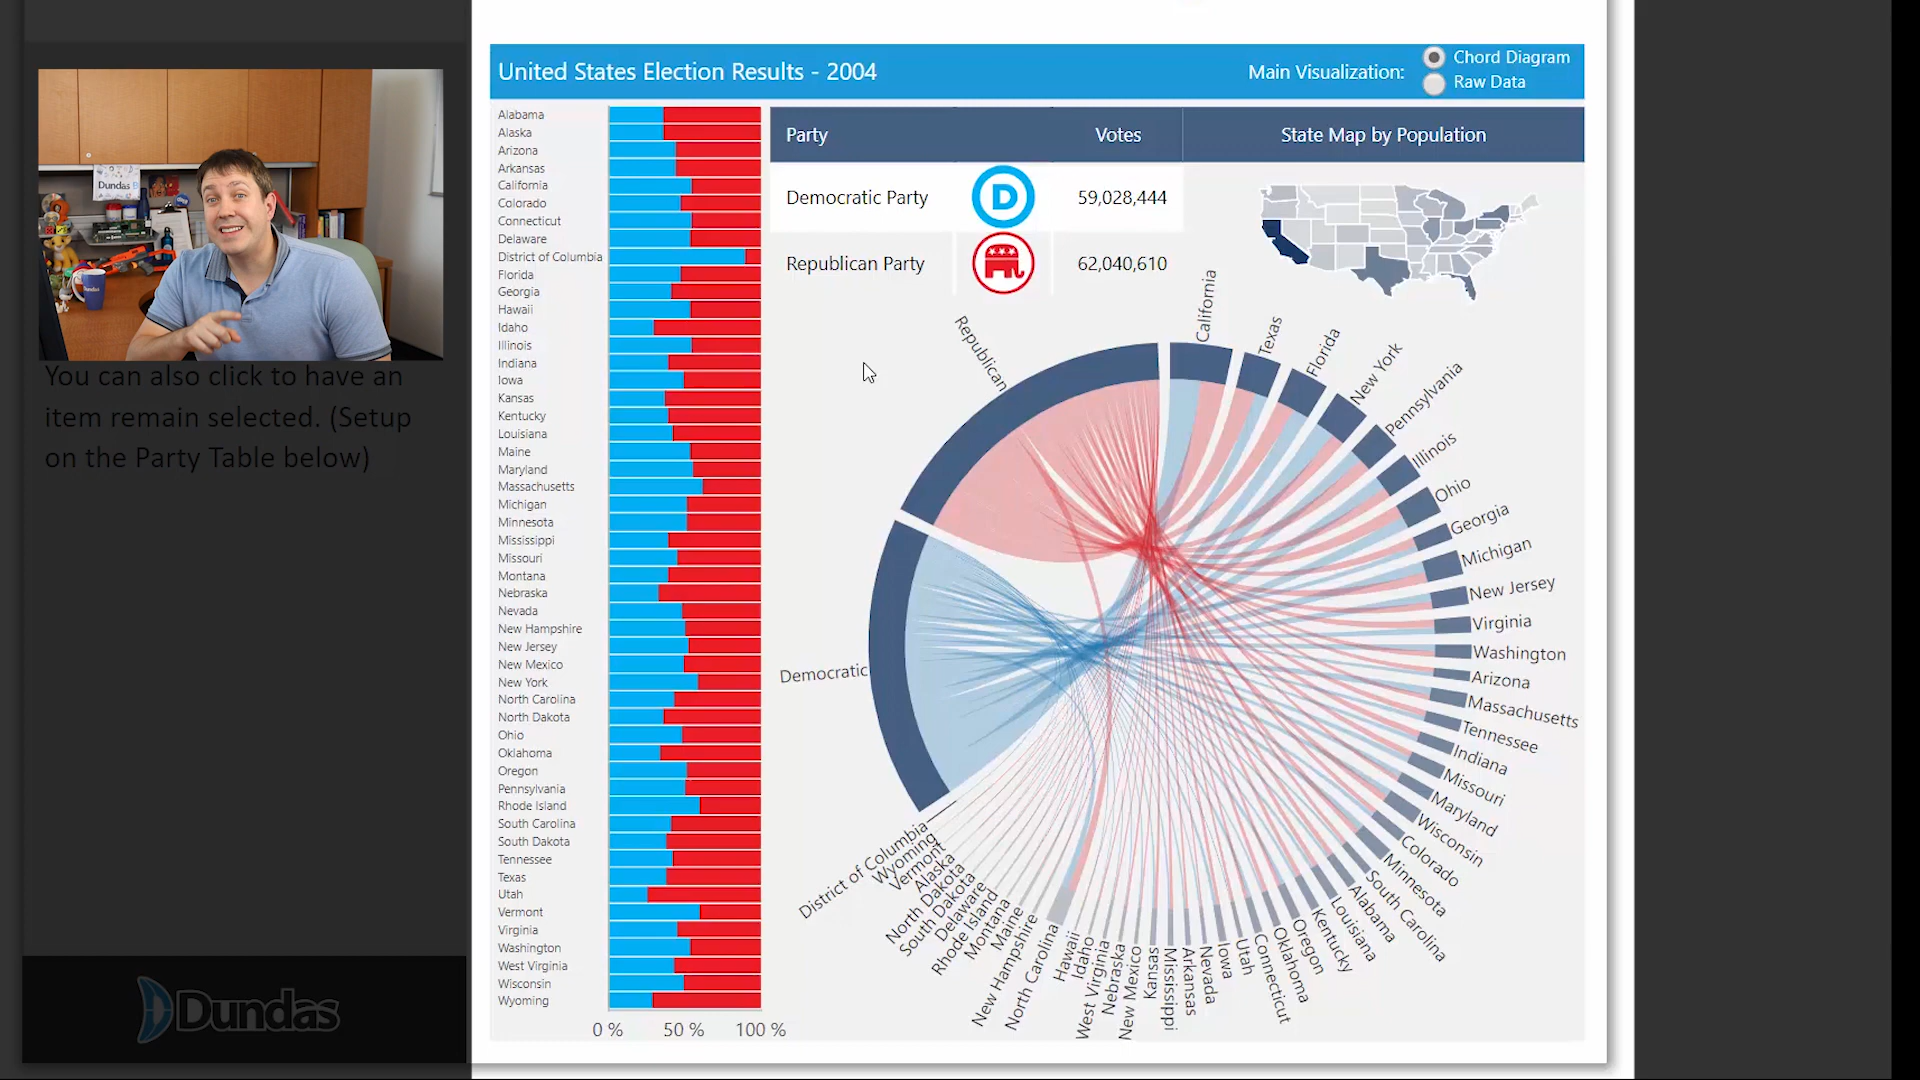 United States Election Results - 2004
Main Visualization:
Chord Diagram
Raw Data
Dundas B
Dundas
You can also click to have an
item remain selected. (Setup
on the Party Table below)
Dundas
Alabama
Alaska
Arizona
Arkansas
California
Colorado
Connecticut
Delaware
District of Columbia
Florida
Georgia
Hawaii
Idaho
Illinois
Indiana
Iowa
Kansas
Kentucky
Louisiana
Maine
Maryland
Massachusetts
Michigan
Minnesota
Mississippi
Missouri
Montana
Nebraska
Nevada
New Hampshire
New Jersey
New Mexico
New York
North Carolina
North Dakota
Ohio
Oklahoma
Oregon
Pennsylvania
Rhode Island
South Carolina
South Dakota
Tennessee
Texas
Utah
Vermont
Virginia
Washington
West Virginia
Wisconsin
Wyoming
0 % 50 % 100 %
Party Votes State Map by Population
Democratic Party D 59,028,444
Republican Party 62,040,610
Republican
California
Texas
Florida
New York
Pennsylvania
Illinois
Ohio
Georgia
Michigan
New Jersey
Virginia
Washington
Arizona
Massachusetts
Tennessee
Indiana
Missouri
Maryland
Wisconsin
Colorado
Minnesota
South Carolina
Alabama
Louisiana
Kentucky
Oregon
Oklahoma
Connecticut
Utah
Iowa
Nevada
Arkansas
Mississippi
Kansas
New Mexico
Nebraska
West Virginia
Idaho
Hawaii
North Carolina
New Hampshire
Maine
Montana
Rhode Island
Delaware
South Dakota
North Dakota
Alaska
Vermont
Wyoming
District of Columbia
Democratic